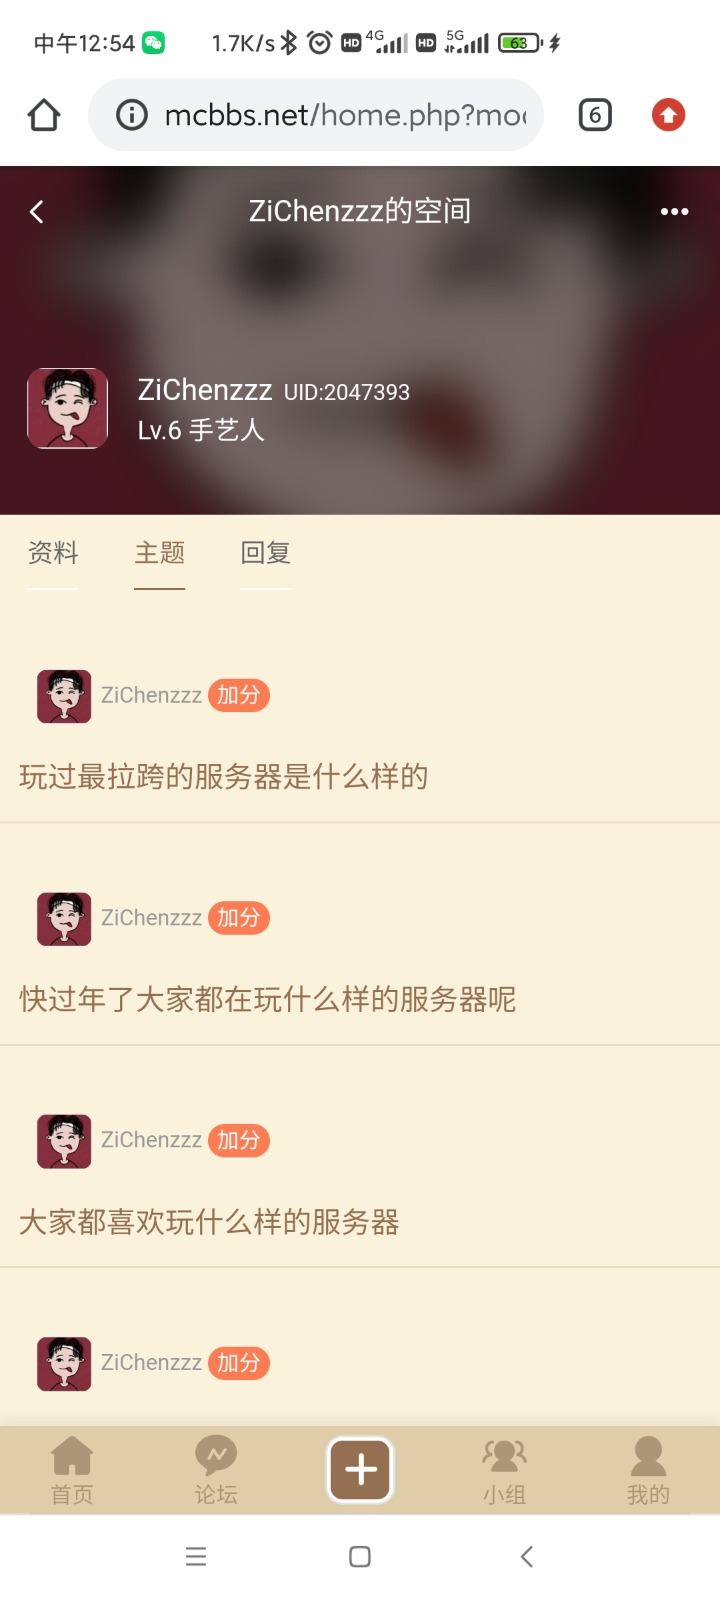 中午12:54 1.7K/s HD 4G HD 5G 63
mcbbs.net/home.php?mo
6
ZiChenzzz的空间
ZiChenzzz UID:2047393
Lv.6 手艺人
资料 主题 回复
ZiChenzzz 加分
玩过最拉跨的服务器是什么样的
ZiChenzzz 加分
快过年了大家都在玩什么样的服务器呢
ZiChenzzz 加分
大家都喜欢玩什么样的服务器
ZiChenzzz 加分
首页 论坛 小组 我的